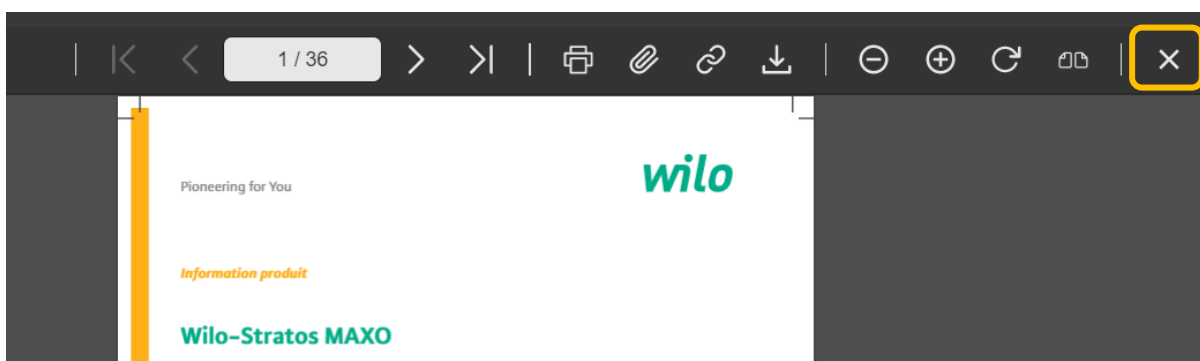 1 / 36
Pioneering for You
wilo
Information produit
Wilo-Stratos MAXO